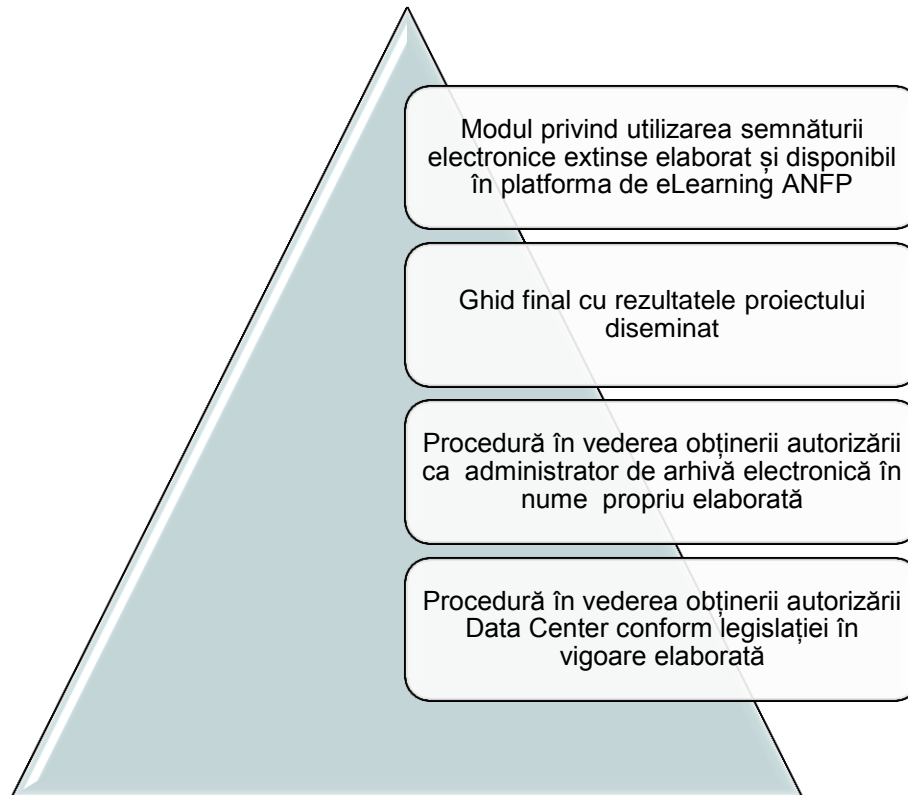 Modul privind utilizarea semnăturii
electronice extinse elaborat și disponibil
în platforma de eLearning ANFP
Ghid final cu rezultatele proiectului
diseminat
Procedură în vederea obținerii autorizării
ca administrator de arhivă electronică în
nume propriu elaborată
Procedură în vederea obținerii autorizării
Data Center conform legislației în
vigoare elaborată